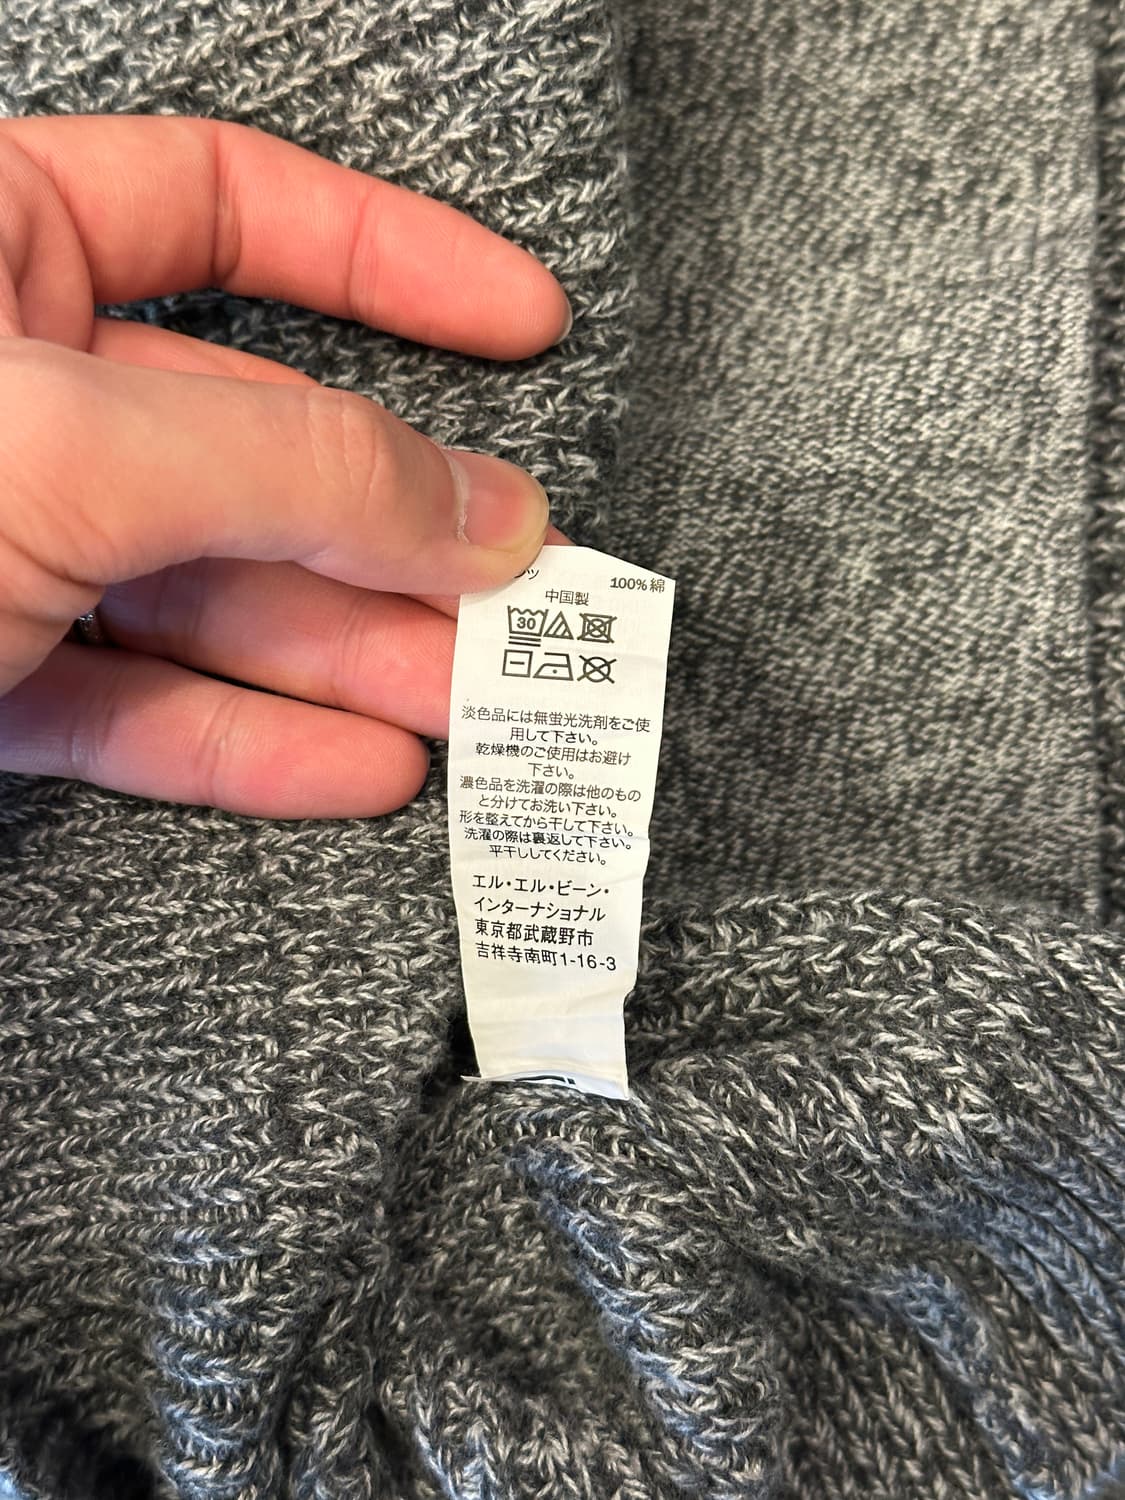 100% 綿
中国製
30
淡色品には無蛍光洗剤をご使
用して下さい。
乾燥機のご使用はお避け
下さい。
濃色品を洗濯の際は他のもの
と分けてお洗い下さい。
形を整えてから干して下さい。
洗濯の際は裏返して下さい。
平干ししてください。
エル・エル・ビーン・
インターナショナル
東京都武蔵野市
吉祥寺南町1-16-3